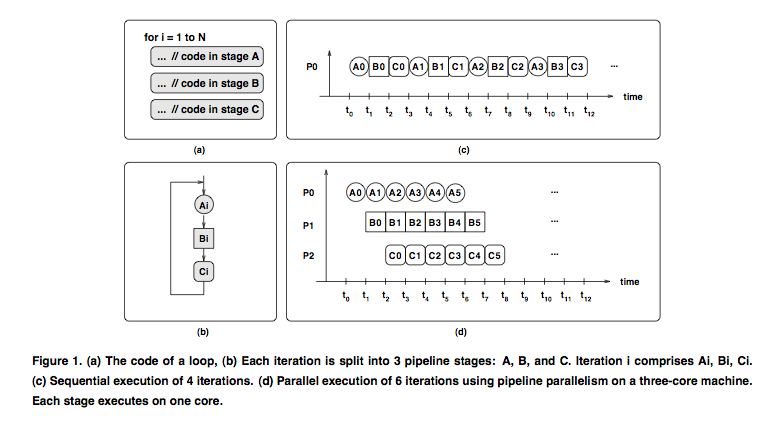 for i = 1 to N
... // code in stage A
... // code in stage B
... // code in stage C
(a)
P0
A0 B0 C0 A1 B1 C1 A2 B2 C2 A3 B3 C3 ...
time
t0 t1 t2 t3 t4 t5 t6 t7 t8 t9 t10 t11 t12
(c)
Ai
Bi
Ci
(b)
P0 A0 A1 A2 A3 A4 A5 ...
P1 B0 B1 B2 B3 B4 B5 ...
P2 C0 C1 C2 C3 C4 C5 ...
time
t0 t1 t2 t3 t4 t5 t6 t7 t8 t9 t10 t11 t12
(d)
Figure 1. (a) The code of a loop, (b) Each iteration is split into 3 pipeline stages: A, B, and C. Iteration i comprises Ai, Bi, Ci.
(c) Sequential execution of 4 iterations. (d) Parallel execution of 6 iterations using pipeline parallelism on a three-core machine.
Each stage executes on one core.